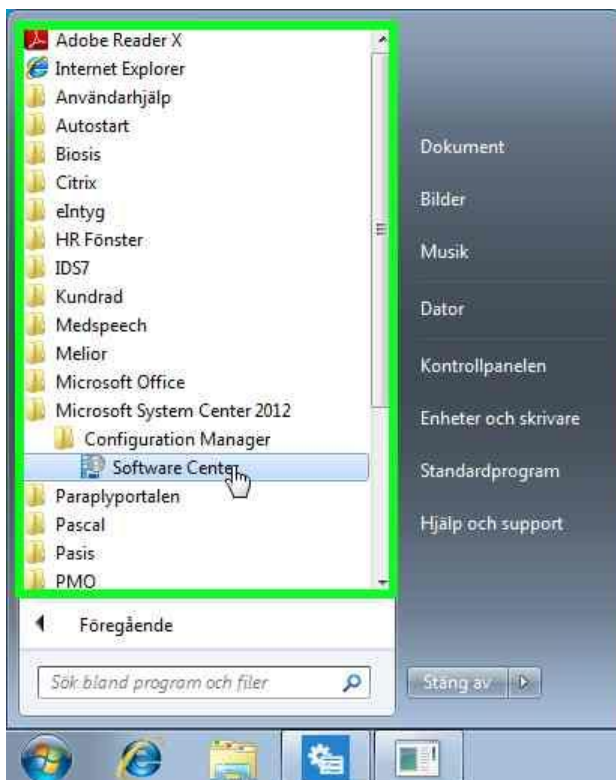 Adobe Reader X
Internet Explorer
Användarhjälp
Autostart
Biosis
Citrix
eIntyg
HR Fönster
IDS7
Kundrad
Medspeech
Melior
Microsoft Office
Microsoft System Center 2012
Configuration Manager
Software Center
Paraplyportalen
Pascal
Pasis
PMO
Föregående
Sök bland program och filer
Dokument
Bilder
Musik
Dator
Kontrollpanelen
Enheter och skrivare
Standardprogram
Hjälp och support
Stäng av